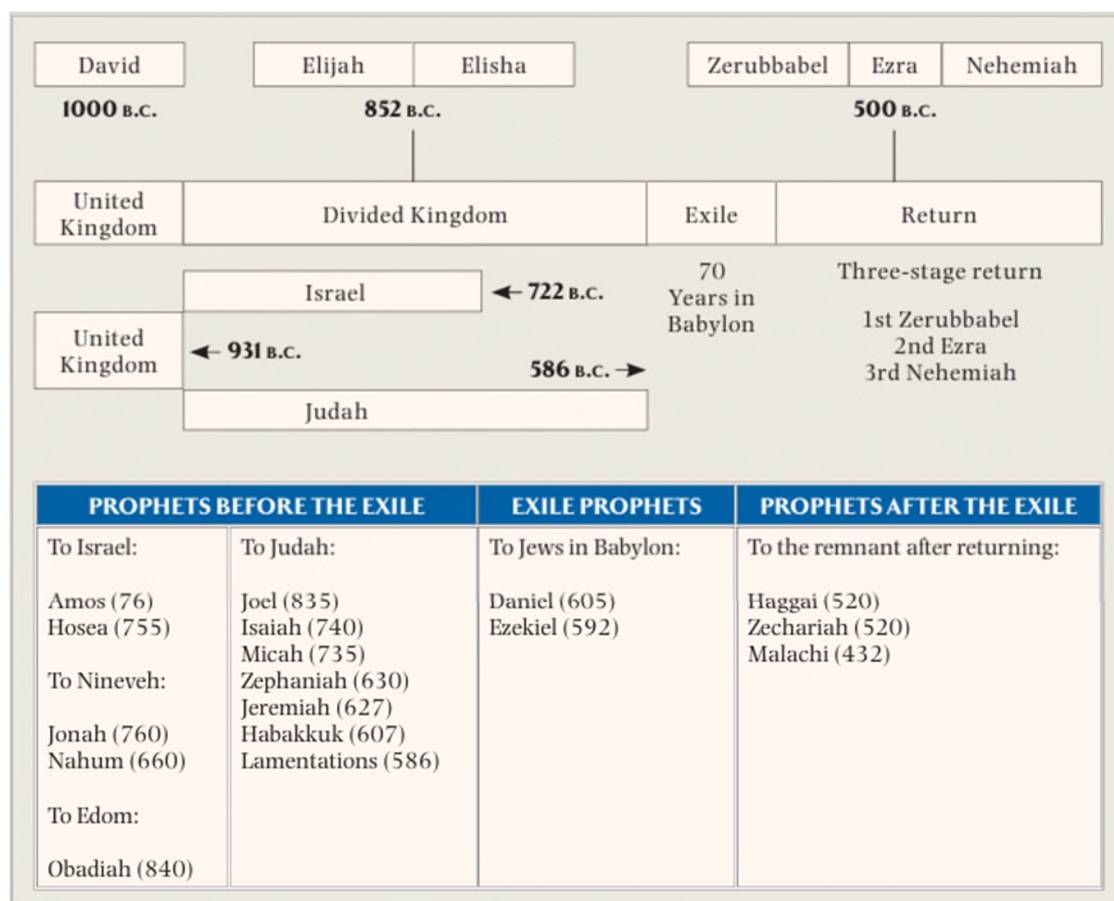 David
Elijah
Elisha
Zerubbabel
Ezra
Nehemiah
1000 B.C.
852 B.C.
500 B.C.
United
Kingdom
Divided Kingdom
Exile
Return
Israel
722 B.C.
United
Kingdom
931 B.C.
586 B.C.
Judah
70
Years in
Babylon
Three-stage return
1st Zerubbabel
2nd Ezra
3rd Nehemiah
PROPHETS BEFORE THE EXILE
EXILE PROPHETS
PROPHETS AFTER THE EXILE
To Israel:
Amos (76)
Hosea (755)
To Nineveh:
Jonah (760)
Nahum (660)
To Edom:
Obadiah (840)
To Judah:
Joel (835)
Isaiah (740)
Micah (735)
Zephaniah (630)
Jeremiah (627)
Habakkuk (607)
Lamentations (586)
To Jews in Babylon:
Daniel (605)
Ezekiel (592)
To the remnant after returning:
Haggai (520)
Zechariah (520)
Malachi (432)